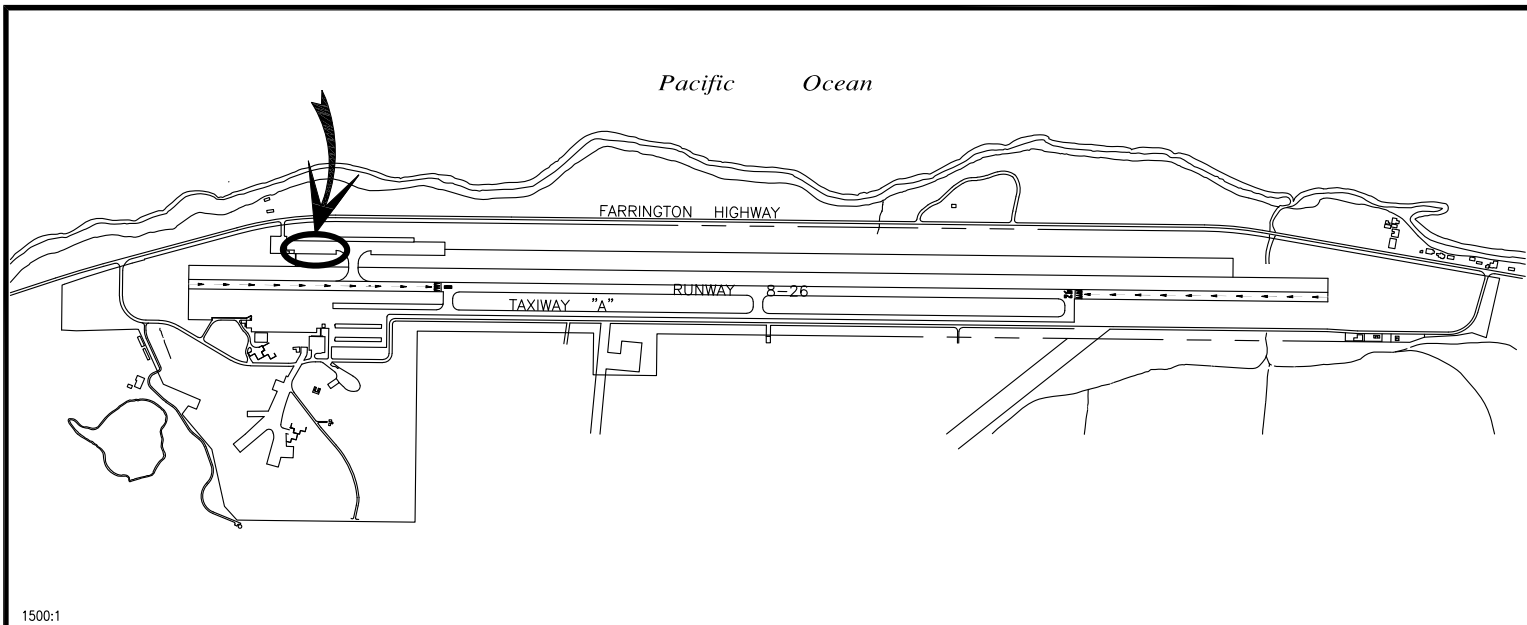 Pacific Ocean
FARRINGTON HIGHWAY
RUNWAY 8-26
TAXIWAY "A"
1500:1